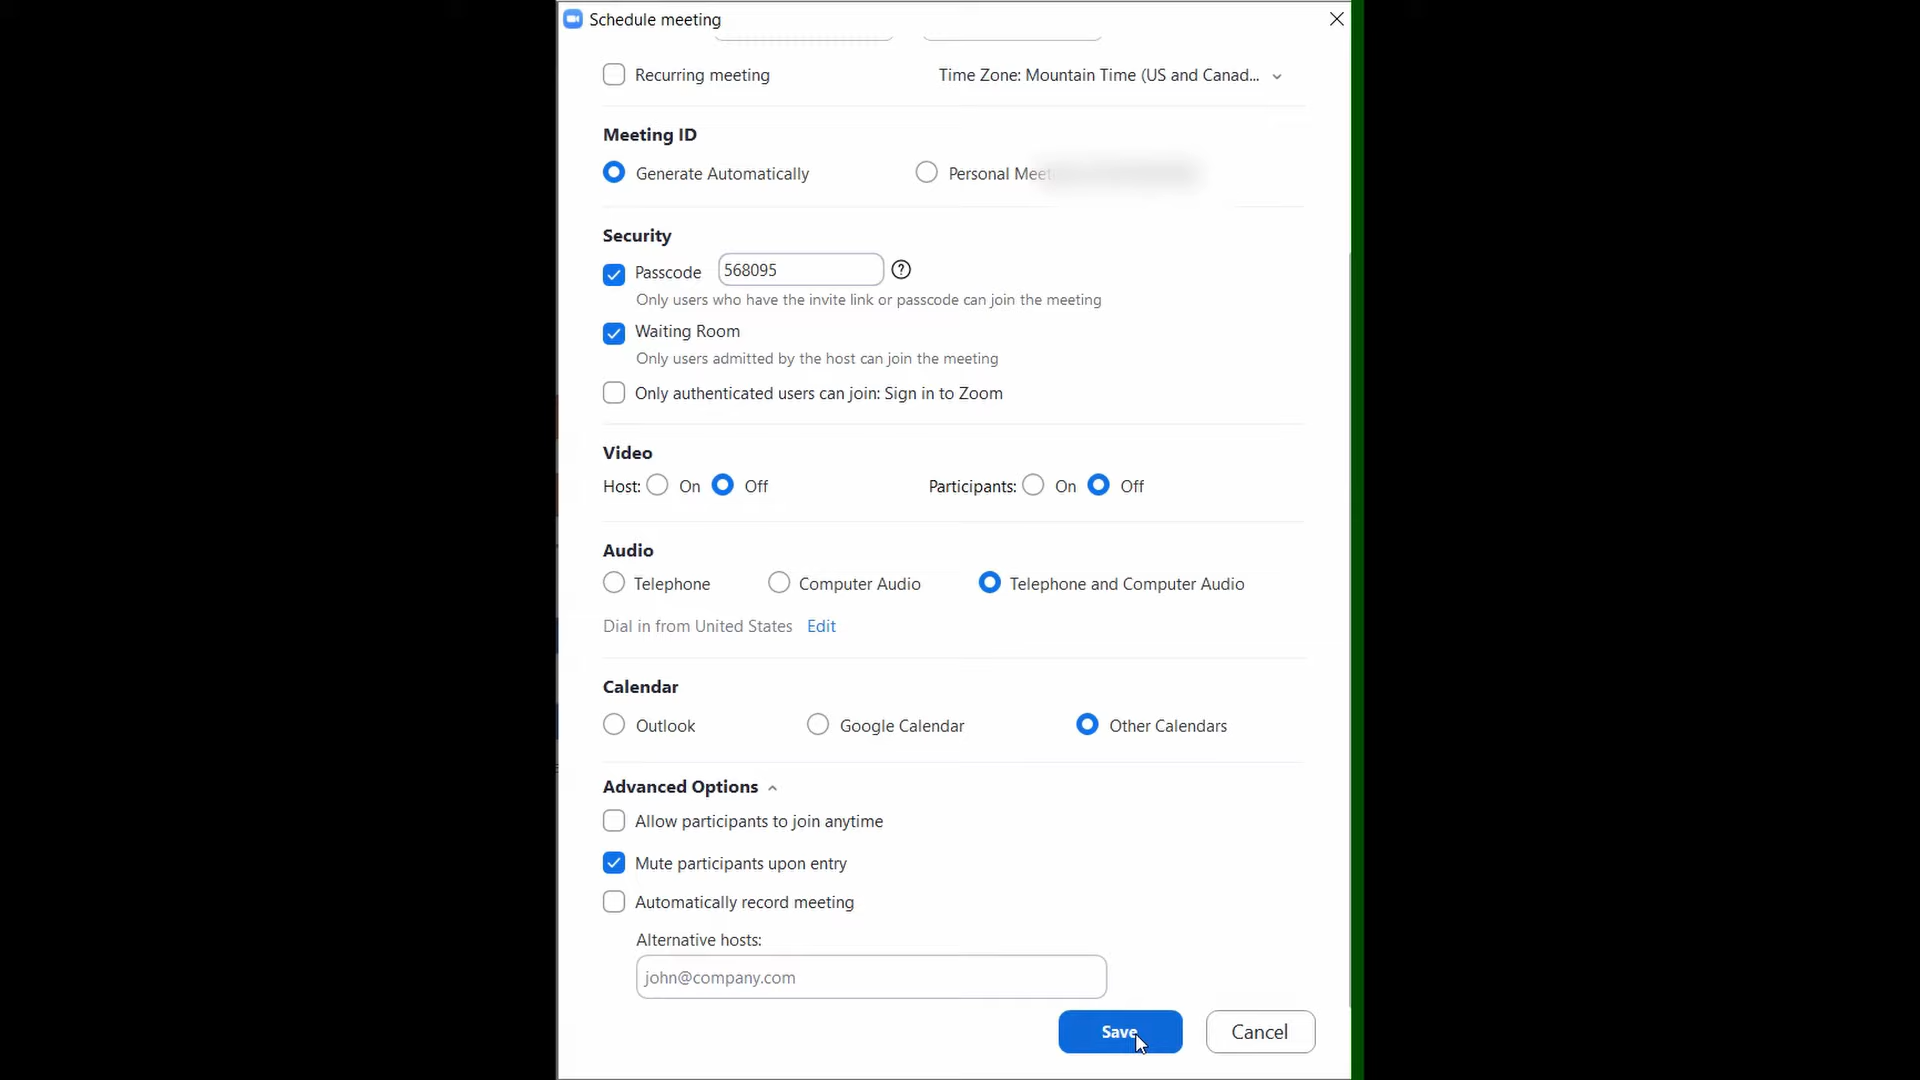 Schedule meeting
Recurring meeting Time Zone: Mountain Time (US and Canad...
Meeting ID
Generate Automatically Personal Meet
Security
Passcode 568095 ?
Only users who have the invite link or passcode can join the meeting
Waiting Room
Only users admitted by the host can join the meeting
Only authenticated users can join: Sign in to Zoom
Video
Host: On Off Participants: On Off
Audio
Telephone Computer Audio Telephone and Computer Audio
Dial in from United States Edit
Calendar
Outlook Google Calendar Other Calendars
Advanced Options
Allow participants to join anytime
Mute participants upon entry
Automatically record meeting
Alternative hosts:
john@company.com
Save Cancel